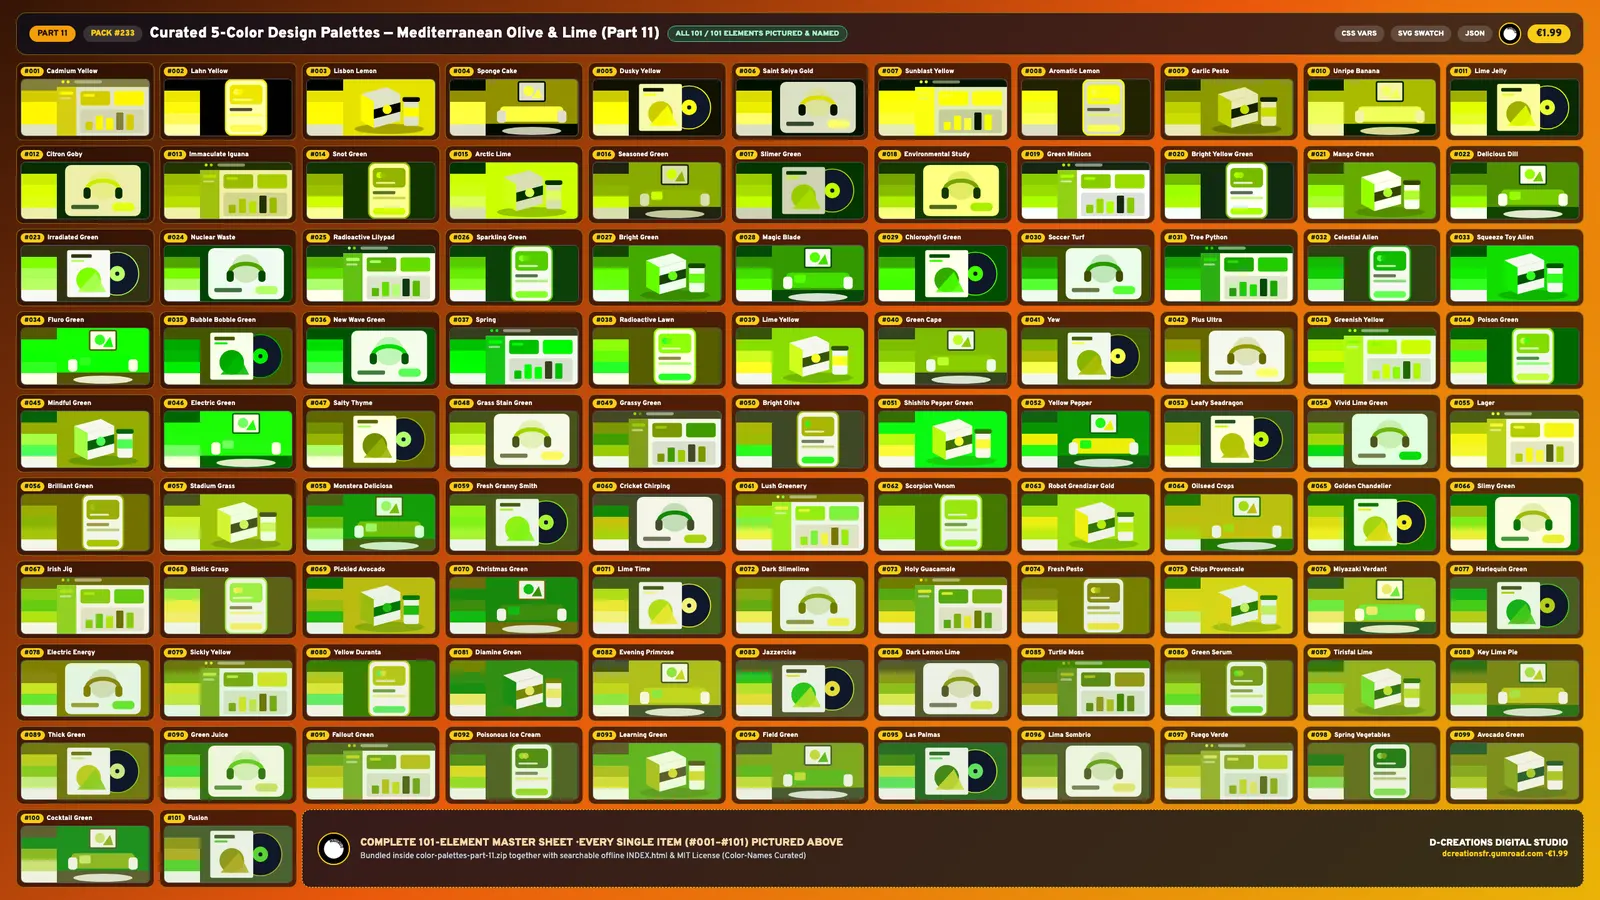 PART 11
PACK #233
Curated 5-Color Design Palettes – Mediterranean Olive & Lime (Part 11)
ALL 101 / 101 ELEMENTS PICTURED & NAMED
CSS VARS
SVG SWATCH
JSON
€1.99
#001 Cadmium Yellow
#002 Lahn Yellow
#003 Lisbon Lemon
#004 Sponge Cake
#005 Dusky Yellow
#006 Saint Seiya Gold
#007 Sunblast Yellow
#008 Aromatic Lemon
#009 Garlic Pesto
#010 Unripe Banana
#011 Lime Jelly
#012 Citron Goby
#013 Immaculate Iguana
#014 Snot Green
#015 Arctic Lime
#016 Seasoned Green
#017 Slimer Green
#018 Environmental Study
#019 Green Minions
#020 Bright Yellow Green
#021 Mango Green
#022 Delicious Dill
#023 Irradiated Green
#024 Nuclear Waste
#025 Radioactive Lilypad
#026 Sparkling Green
#027 Bright Green
#028 Magic Blade
#029 Chlorophyll Green
#030 Soccer Turf
#031 Tree Python
#032 Celestial Alien
#033 Squeeze Toy Alien
#034 Fluro Green
#035 Bubble Bobble Green
#036 New Wave Green
#037 Spring
#038 Radioactive Lawn
#039 Lime Yellow
#040 Green Cape
#041 Yew
#042 Plus Ultra
#043 Greenish Yellow
#044 Poison Green
#045 Mindful Green
#046 Electric Green
#047 Salty Thyme
#048 Grass Stain Green
#049 Grassy Green
#050 Bright Olive
#051 Shishito Pepper Green
#052 Yellow Pepper
#053 Leafy Seadragon
#054 Vivid Lime Green
#055 Lager
#056 Brilliant Green
#057 Stadium Grass
#058 Monstera Deliciosa
#059 Fresh Granny Smith
#060 Cricket Chirping
#061 Lush Greenery
#062 Scorpion Venom
#063 Robot Grendizer Gold
#064 Oilseed Crops
#065 Golden Chandelier
#066 Slimy Green
#067 Irish Jig
#068 Biotic Grasp
#069 Pickled Avocado
#070 Christmas Green
#071 Lime Time
#072 Dark Slimelime
#073 Holy Guacamole
#074 Fresh Pesto
#075 Chips Provencale
#076 Miyazaki Verdant
#077 Harlequin Green
#078 Electric Energy
#079 Sickly Yellow
#080 Yellow Duranta
#081 Diamine Green
#082 Evening Primrose
#083 Jazzercise
#084 Dark Lemon Lime
#085 Turtle Moss
#086 Green Serum
#087 Tirisfal Lime
#088 Key Lime Pie
#089 Thick Green
#090 Green Juice
#091 Fallout Green
#092 Poisonous Ice Cream
#093 Learning Green
#094 Field Green
#095 Las Palmas
#096 Lima Sombrio
#097 Fuego Verde
#098 Spring Vegetables
#099 Avocado Green
#100 Cocktail Green
#101 Fusion
COMPLETE 101-ELEMENT MASTER SHEET ·EVERY SINGLE ITEM (#001–#101) PICTURED ABOVE
Bundled inside color-palettes-part-11.zip together with searchable offline INDEX.html & MIT License (Color-Names Curated)
D-CREATIONS DIGITAL STUDIO
dcreationsfr.gumroad.com ·€1.99